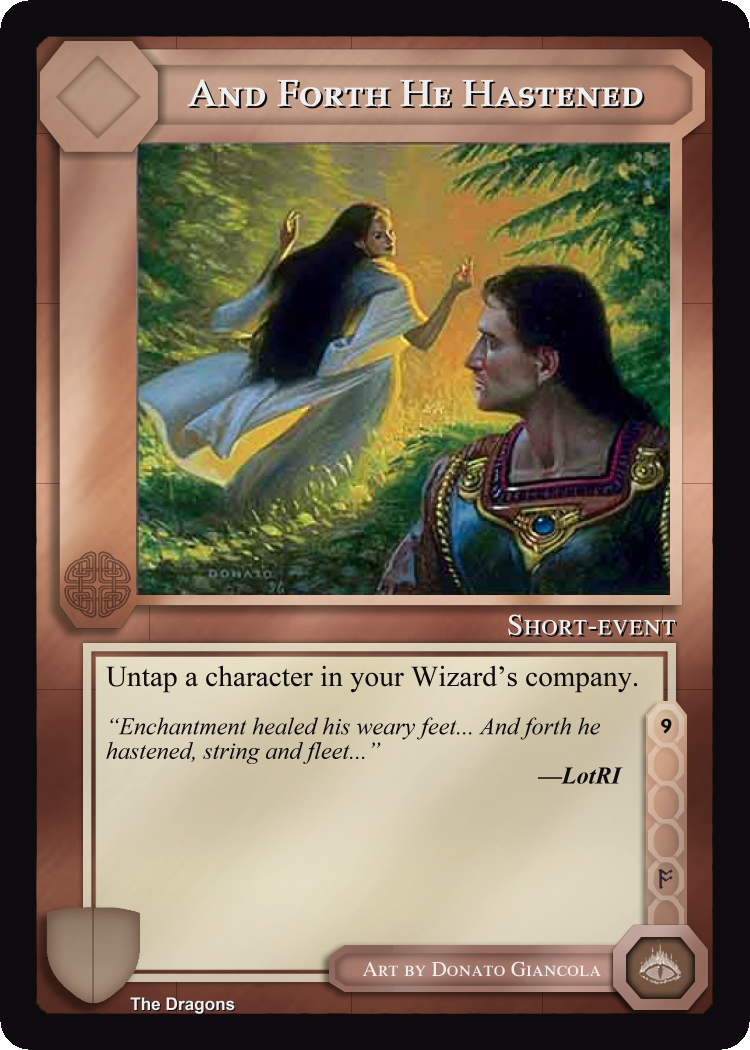 And Forth He Hastened
DONATO
96
Short-event
Untap a character in your Wizard's company.
“Enchantment healed his weary feet... And forth he
hastened, string and fleet...”
—LotRI
9
ᚩ
Art by Donato Giancola
The Dragons